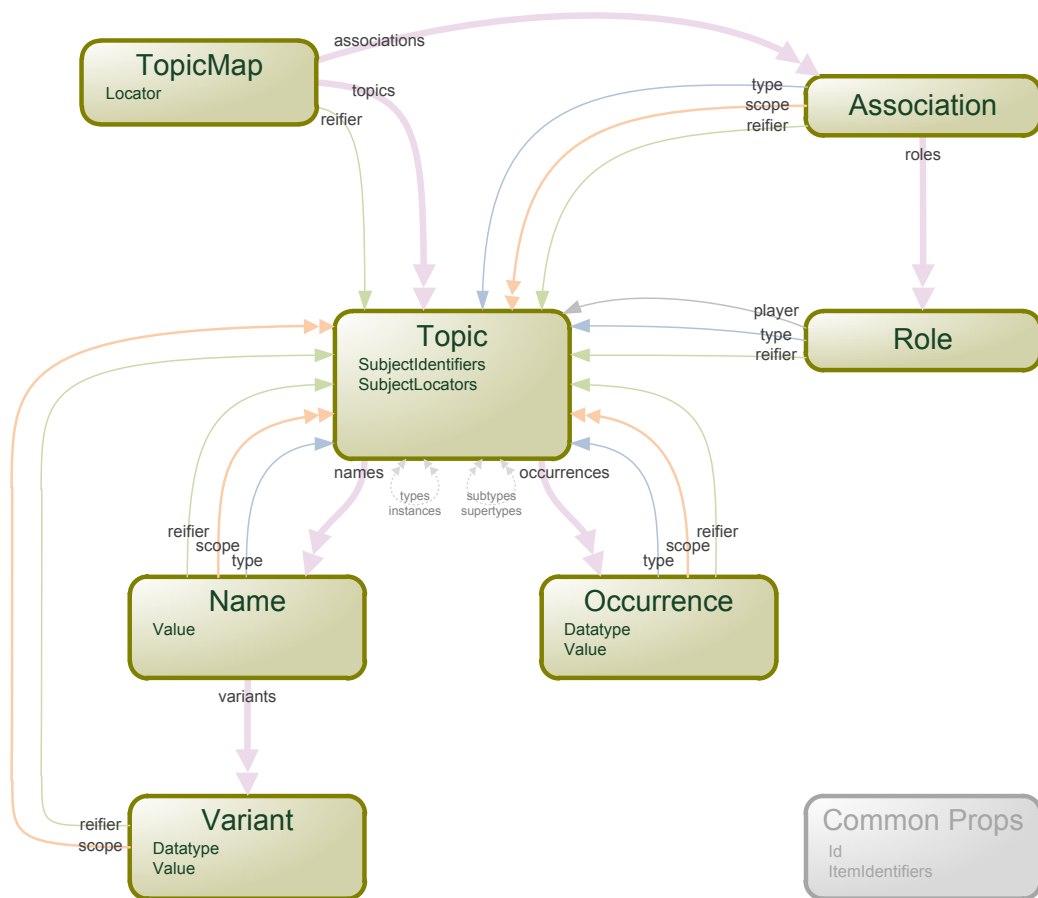 associations
TopicMap
Locator
topics
reifier
type
scope
reifier
Association
roles
player
type
reifier
Role
Topic
SubjectIdentifiers
SubjectLocators
names
types
instances
subtypes
supertypes
occurrences
reifier
scope
type
reifier
scope
type
Name
Value
Occurrence
Datatype
Value
variants
reifier
scope
Variant
Datatype
Value
Common Props
Id
ItemIdentifiers